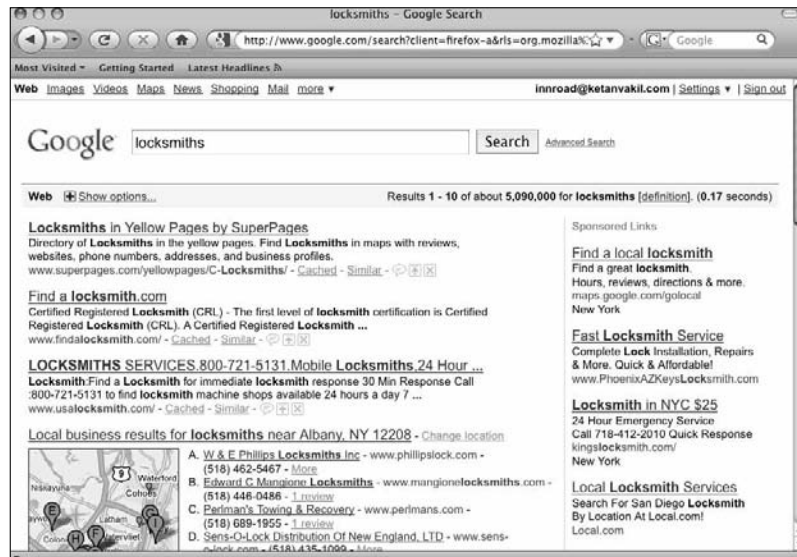 locksmiths - Google Search
http://www.google.com/search?client=firefox-a&rls=org.mozilla%
Google
Most Visited
Getting Started
Latest Headlines
Web Images Videos Maps News Shopping Mail more ▼
innroad@ketanvakil.com | Settings ▼ | Sign out
Google
locksmiths
Search
Advanced Search
Web
Show options...
Results 1 - 10 of about 5,090,000 for locksmiths [definition]. (0.17 seconds)
Locksmiths in Yellow Pages by SuperPages
Directory of Locksmiths in the yellow pages. Find Locksmiths in maps with reviews,
websites, phone numbers, addresses, and business profiles.
www.superpages.com/yellowpages/C-Locksmiths/ - Cached - Similar -
Find a locksmith.com
Certified Registered Locksmith (CRL) - The first level of locksmith certification is Certified
Registered Locksmith (CRL). A Certified Registered Locksmith ...
www.findalocksmith.com/ - Cached - Similar -
LOCKSMITHS SERVICES.800-721-5131.Mobile Locksmiths,24 Hour ...
Locksmith:Find a Locksmith for immediate locksmith response 30 Min Response Call
:800-721-5131 to find locksmith machine shops available 24 hours a day 7 ...
www.usalocksmith.com/ - Cached - Similar -
Local business results for locksmiths near Albany, NY 12208 - Change location
9
Waterford
Niskayuna
Cohoes
Latham
Colon
tervliet
A. W & E Phillips Locksmiths Inc - www.phillipslock.com -
(518) 462-5467 - More
B. Edward C Mangione Locksmiths - www.mangionelocksmiths.com -
(518) 446-0486 - 1 review
C. Perlman's Towing & Recovery - www.perlmans.com -
(518) 689-1955 - 1 review
D. Sens-O-Lock Distribution Of New England, LTD - www.sens-
o-lock.com - (518) 435-1099 - More
Sponsored Links
Find a local locksmith
Find a great locksmith.
Hours, reviews, directions & more.
maps.google.com/golocal
New York
Fast Locksmith Service
Complete Lock Installation, Repairs
& More. Quick & Affordable!
www.PhoenixAZKeysLocksmith.com
Locksmith in NYC $25
24 Hour Emergency Service
Call 718-412-2010 Quick Response
kingslocksmith.com/
New York
Local Locksmith Services
Search For San Diego Locksmith
By Location At Local.com!
Local.com